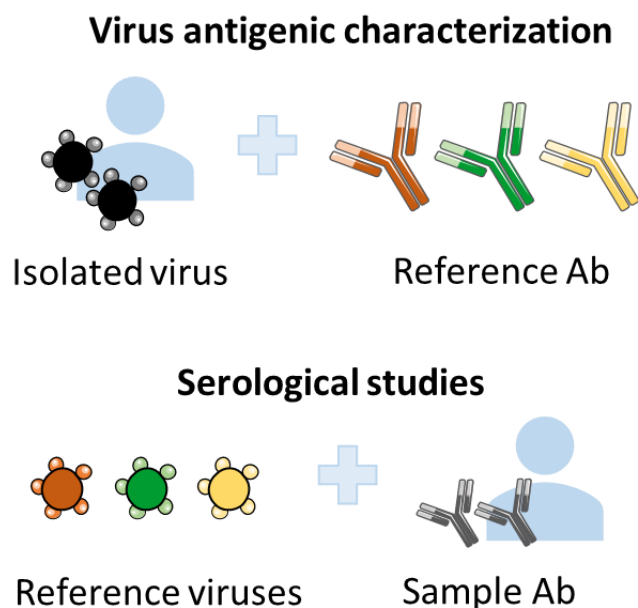 Virus antigenic characterization
Isolated virus
Reference Ab
Serological studies
Reference viruses
Sample Ab